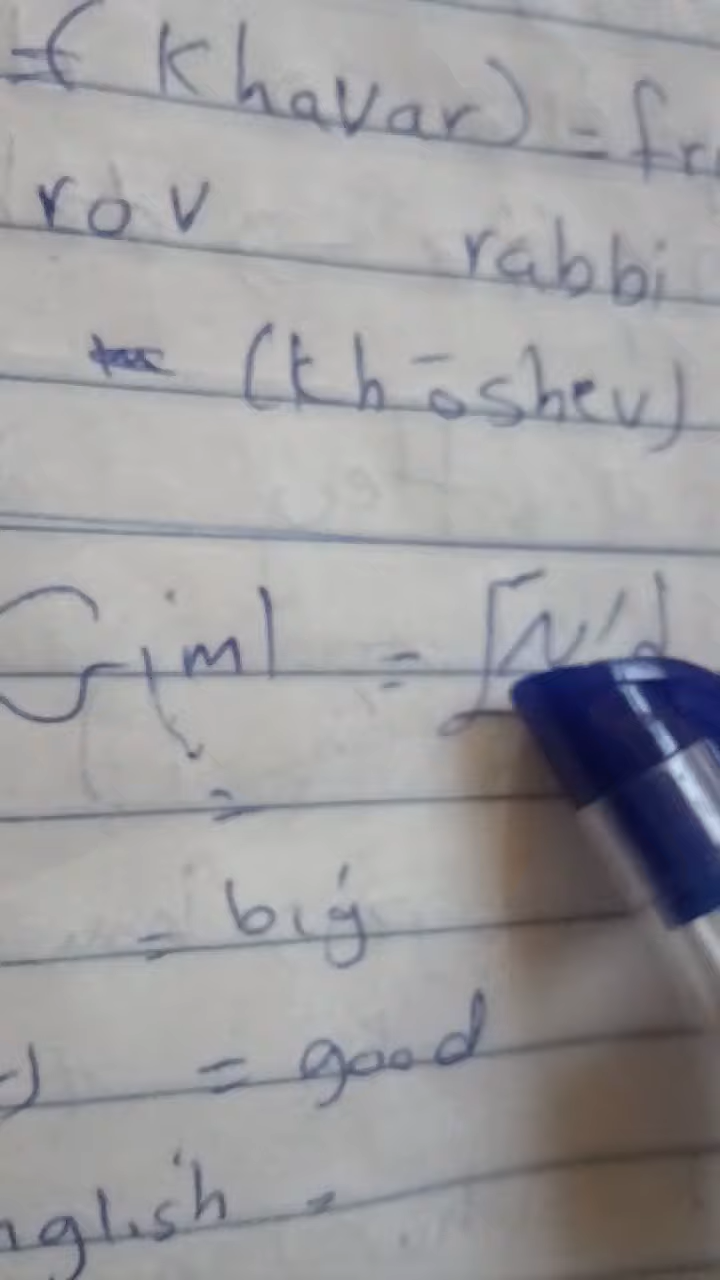 =( Khavar) = fr
rov rabbi
(khōshev)
Giml = [N'd
=
= big
= good
nglish =